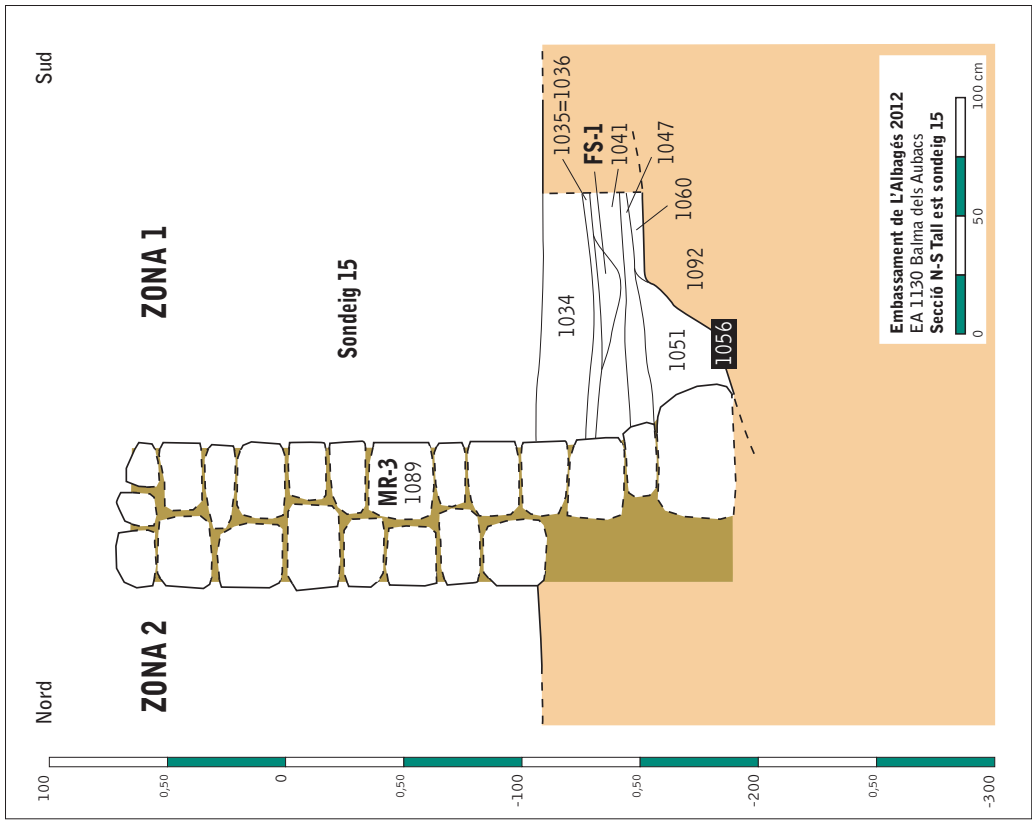 Nord
Sud
ZONA 2
ZONA 1
Sondeig 15
MR-3
1089
1034
1035=1036
FS-1
1041
1047
1060
1092
1051
1056
100
0,50
0
0,50
-100
0,50
-200
0,50
-300
Embassament de L'Albagés 2012
EA 1130 Balma dels Aubacs
Secció N-S Tall est sondeig 15
0
50
100 cm